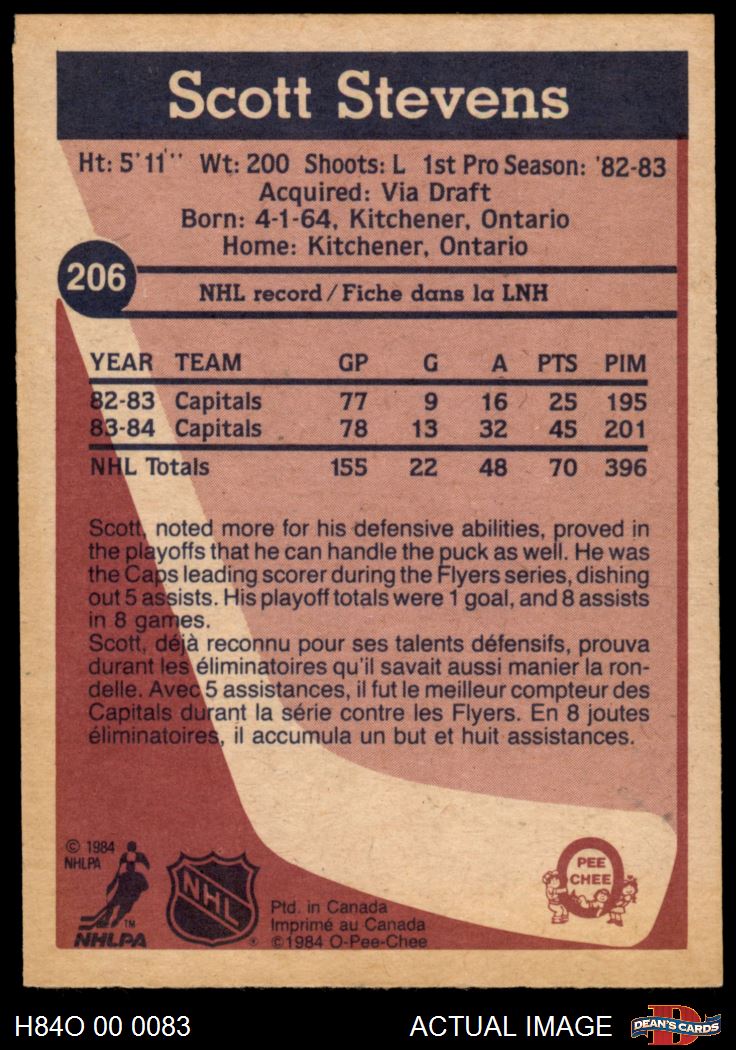 Scott Stevens
Ht: 5'11'' Wt: 200 Shoots: L 1st Pro Season: '82-83
Acquired: Via Draft
Born: 4-1-64, Kitchener, Ontario
Home: Kitchener, Ontario
206
NHL record / Fiche dans la LNH
YEAR TEAM GP G A PTS PIM
82-83 Capitals 77 9 16 25 195
83-84 Capitals 78 13 32 45 201
NHL Totals 155 22 48 70 396
Scott, noted more for his defensive abilities, proved in
the playoffs that he can handle the puck as well. He was
the Caps leading scorer during the Flyers series, dishing
out 5 assists. His playoff totals were 1 goal, and 8 assists
in 8 games.
Scott, déjà reconnu pour ses talents défensifs, prouva
durant les éliminatoires qu'il savait aussi manier la ron-
delle. Avec 5 assistances, il fut le meilleur compteur des
Capitals durant la série contre les Flyers. En 8 joutes
éliminatoires, il accumula un but et huit assistances.
© 1984
NHLPA
TM
NHLPA
NHL
®
Ptd. in Canada
Imprimé au Canada
©1984 O-Pee-Chee
PEE
CHEE
H84O 00 0083
ACTUAL IMAGE
DEAN'S CARDS